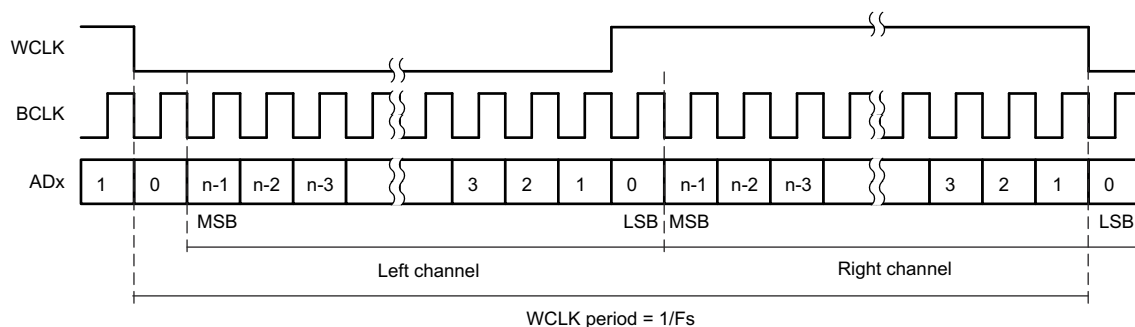 WCLK
BCLK
ADx
1 0 n-1 n-2 n-3 3 2 1 0 n-1 n-2 n-3 3 2 1 0
MSB LSB MSB LSB
Left channel Right channel
WCLK period = 1/Fs